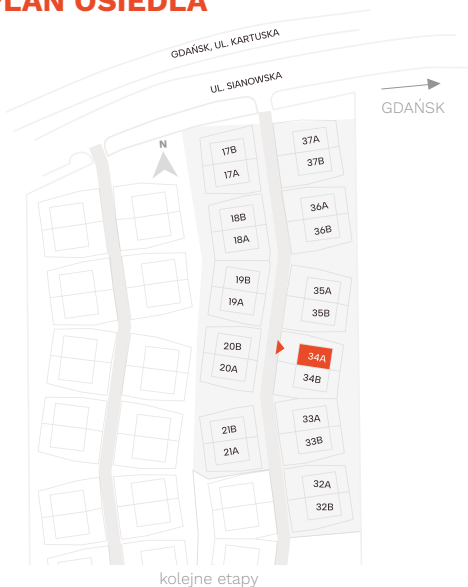 PLAN OSIEDLA
GDAŃSK, UL. KARTUSKA
UL. SIANOWSKA
GDAŃSK
N
17B
17A
37A
37B
18B
18A
36A
36B
19B
19A
35A
35B
20B
20A
34A
34B
21B
21A
33A
33B
32A
32B
kolejne etapy